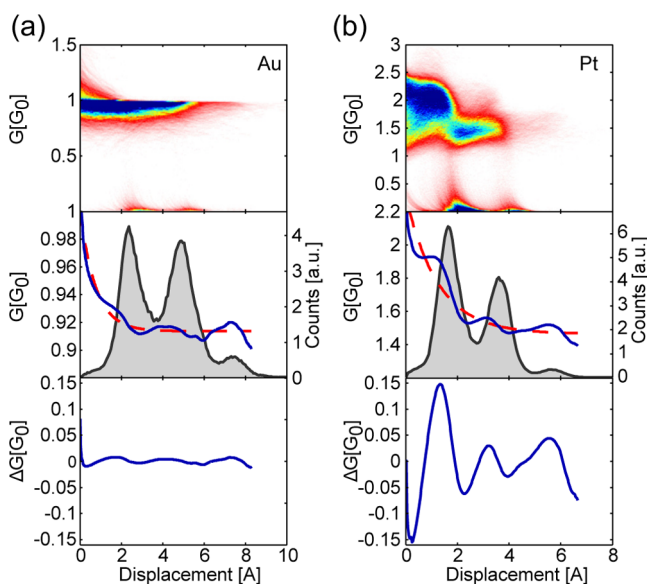 (a)
(b)
1.5
Au
G[G0]
1
0.5
1
3
Pt
2.5
G[G0]
2
1.5
1
0.5
2.2
0.98
0.96
G[G0]
0.94
0.92
0.9
4
3
2
1
0
Counts [a.u.]
2
G[G0]
1.8
1.6
1.4
6
5
4
3
2
1
0
Counts [a.u.]
0.15
0.1
0.05
ΔG[G0]
0
-0.05
-0.1
-0.15
0 2 4 6 8 10
Displacement [A]
0.15
0.1
0.05
ΔG[G0]
0
-0.05
-0.1
-0.15
0 2 4 6 8
Displacement [A]